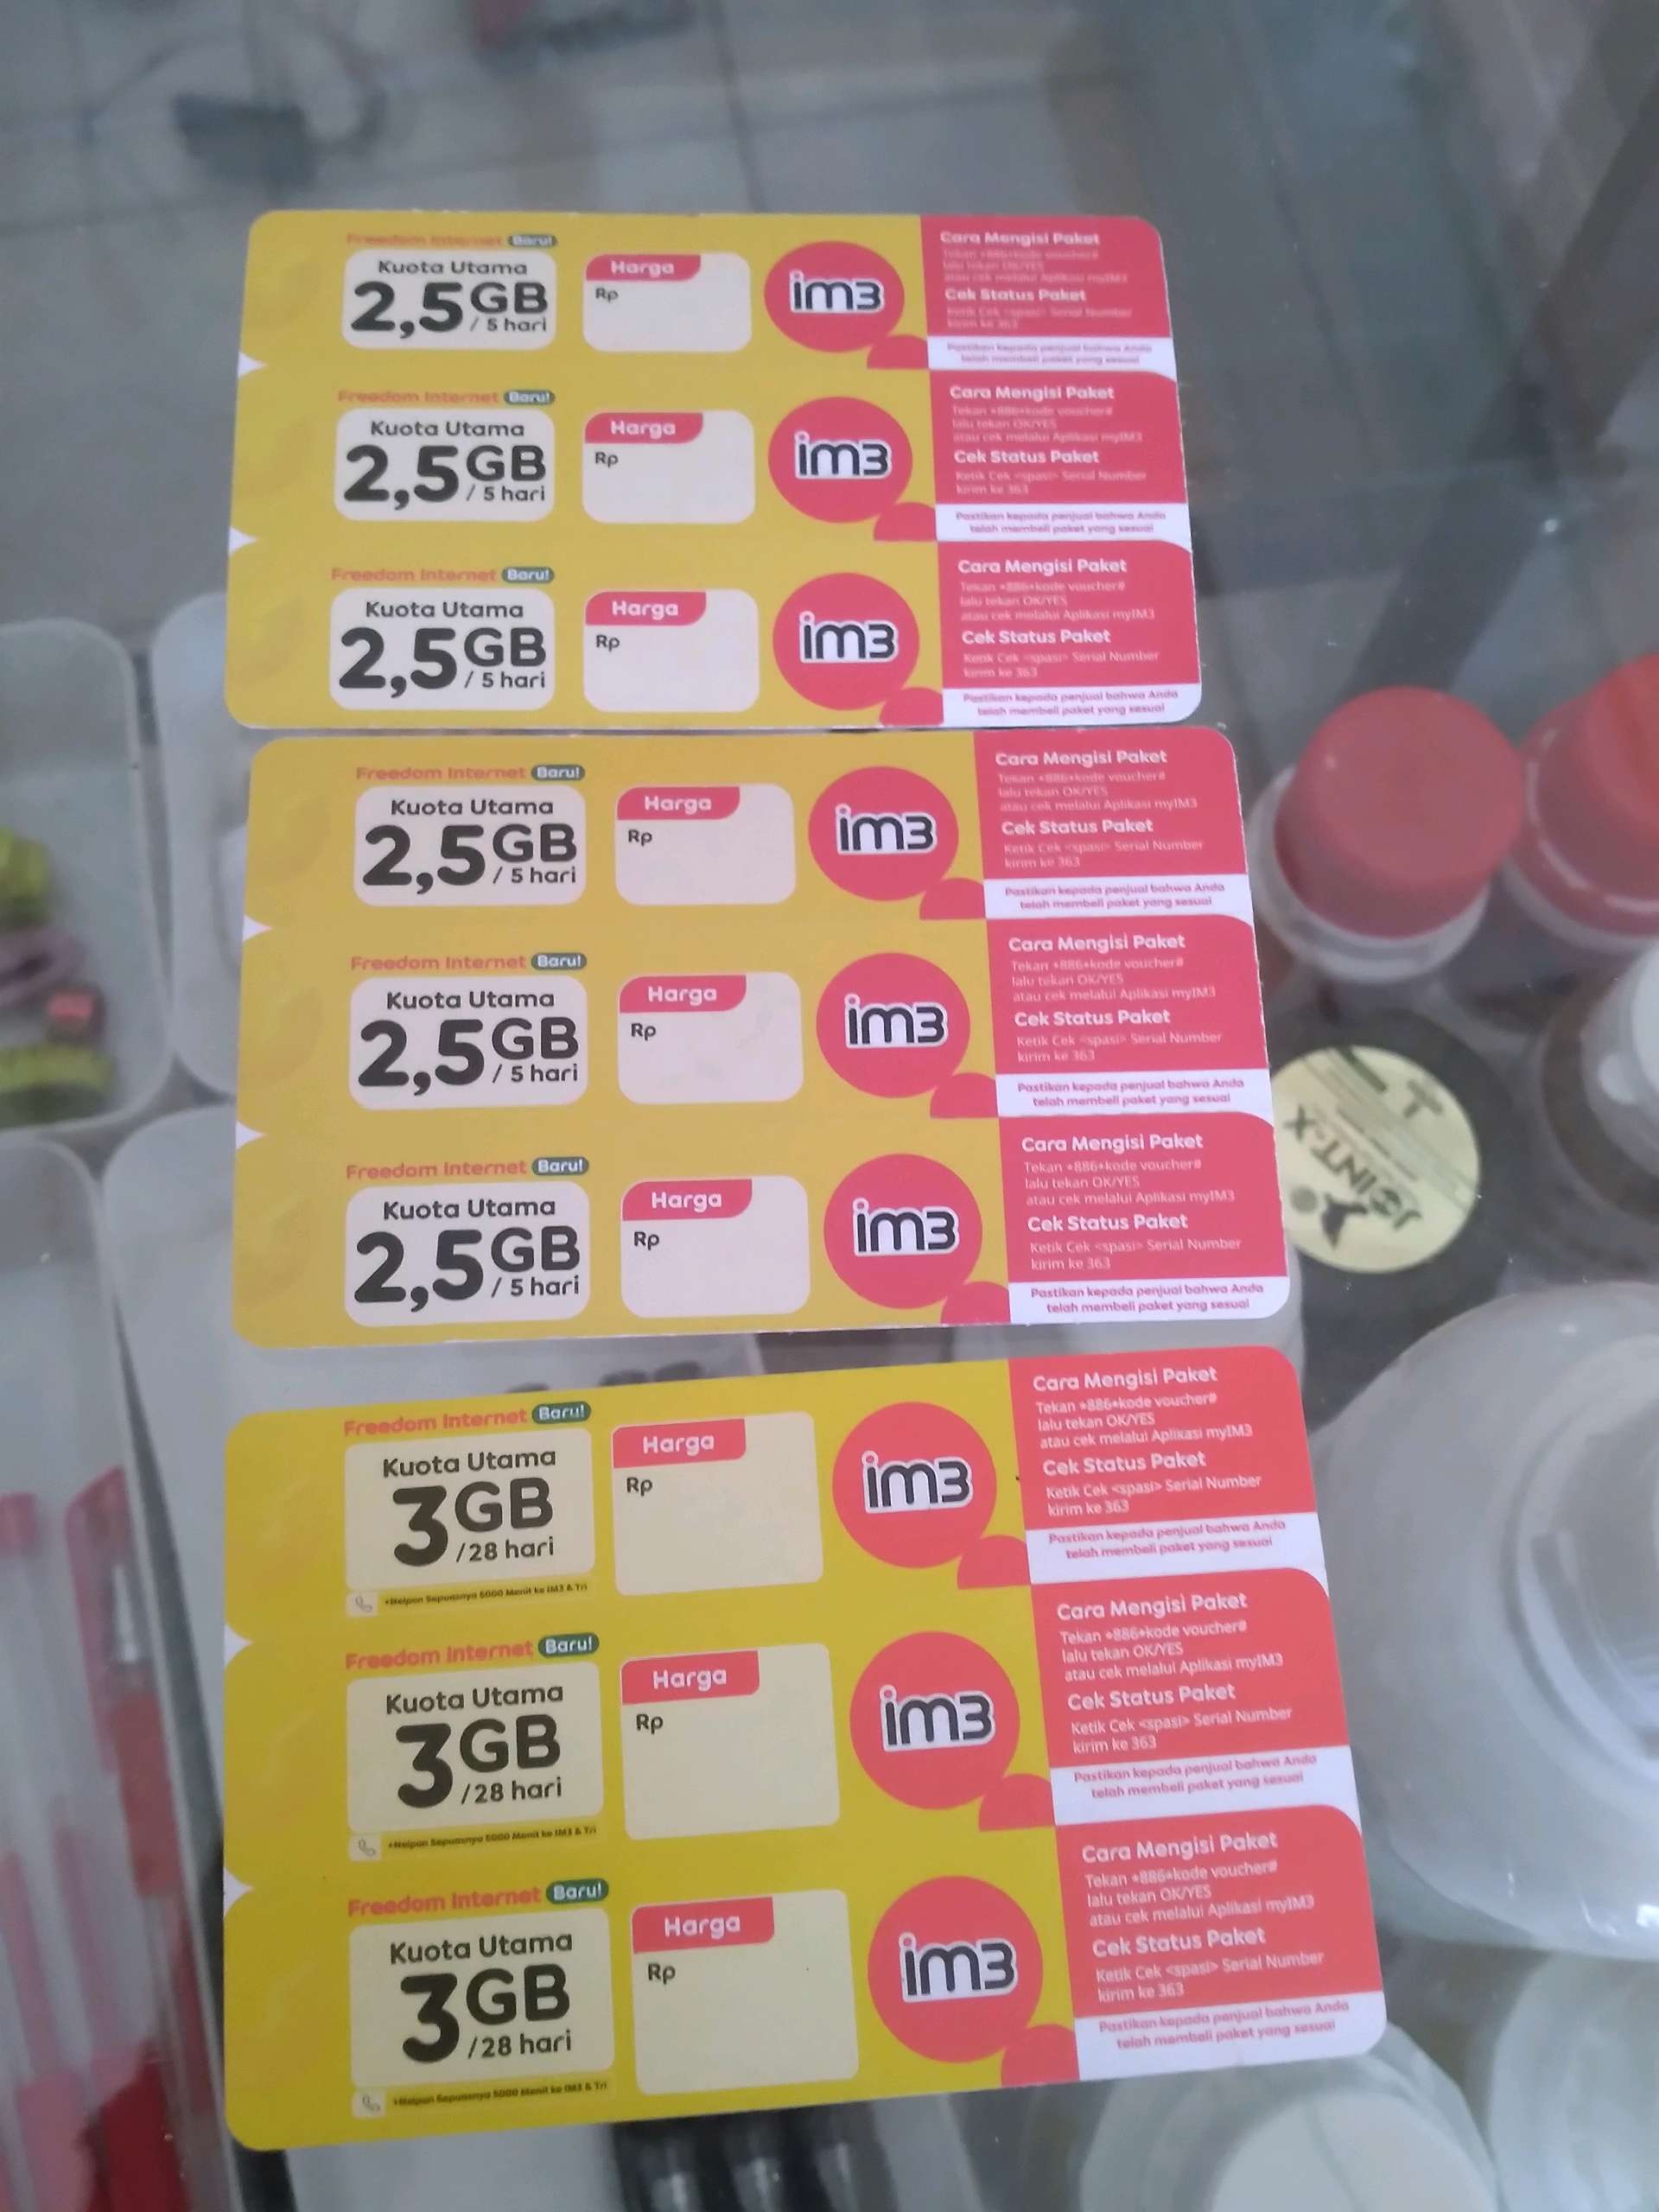 Freedom Internet Baru!
Kuota Utama
2,5GB
/ 5 hari
Harga
Rp
im3
Cara Mengisi Paket
Tekan *886*kode voucher#
lalu tekan OK/YES
atau cek melalui Aplikasi myIM3
Cek Status Paket
Ketik Cek <spasi> Serial Number
kirim ke 363
Pastikan kepada penjual bahwa Anda
telah membeli paket yang sesuai
Freedom Internet Baru!
Kuota Utama
2,5GB
/ 5 hari
Harga
Rp
im3
Cara Mengisi Paket
Tekan *886*kode voucher#
lalu tekan OK/YES
atau cek melalui Aplikasi myIM3
Cek Status Paket
Ketik Cek <spasi> Serial Number
kirim ke 363
Pastikan kepada penjual bahwa Anda
telah membeli paket yang sesuai
Freedom Internet Baru!
Kuota Utama
2,5GB
/ 5 hari
Harga
Rp
im3
Cara Mengisi Paket
Tekan *886*kode voucher#
lalu tekan OK/YES
atau cek melalui Aplikasi myIM3
Cek Status Paket
Ketik Cek <spasi> Serial Number
kirim ke 363
Pastikan kepada penjual bahwa Anda
telah membeli paket yang sesuai
Freedom Internet Baru!
Kuota Utama
2,5GB
/ 5 hari
Harga
Rp
im3
Cara Mengisi Paket
Tekan *886*kode voucher#
lalu tekan OK/YES
atau cek melalui Aplikasi myIM3
Cek Status Paket
Ketik Cek <spasi> Serial Number
kirim ke 363
Pastikan kepada penjual bahwa Anda
telah membeli paket yang sesuai
Freedom Internet Baru!
Kuota Utama
2,5GB
/ 5 hari
Harga
Rp
im3
Cara Mengisi Paket
Tekan *886*kode voucher#
lalu tekan OK/YES
atau cek melalui Aplikasi myIM3
Cek Status Paket
Ketik Cek <spasi> Serial Number
kirim ke 363
Pastikan kepada penjual bahwa Anda
telah membeli paket yang sesuai
Freedom Internet Baru!
Kuota Utama
2,5GB
/ 5 hari
Harga
Rp
im3
Cara Mengisi Paket
Tekan *886*kode voucher#
lalu tekan OK/YES
atau cek melalui Aplikasi myIM3
Cek Status Paket
Ketik Cek <spasi> Serial Number
kirim ke 363
Pastikan kepada penjual bahwa Anda
telah membeli paket yang sesuai
JOINT-X
Freedom Internet Baru!
Kuota Utama
3GB
/28 hari
+Nelpon Sepuasnya 5000 Menit ke IM3 & Tri
Harga
Rp
im3
Cara Mengisi Paket
Tekan *886*kode voucher#
lalu tekan OK/YES
atau cek melalui Aplikasi myIM3
Cek Status Paket
Ketik Cek <spasi> Serial Number
kirim ke 363
Pastikan kepada penjual bahwa Anda
telah membeli paket yang sesuai
Freedom Internet Baru!
Kuota Utama
3GB
/28 hari
+Nelpon Sepuasnya 5000 Menit ke IM3 & Tri
Harga
Rp
im3
Cara Mengisi Paket
Tekan *886*kode voucher#
lalu tekan OK/YES
atau cek melalui Aplikasi myIM3
Cek Status Paket
Ketik Cek <spasi> Serial Number
kirim ke 363
Pastikan kepada penjual bahwa Anda
telah membeli paket yang sesuai
Freedom Internet Baru!
Kuota Utama
3GB
/28 hari
+Nelpon Sepuasnya 5000 Menit ke IM3 & Tri
Harga
Rp
im3
Cara Mengisi Paket
Tekan *886*kode voucher#
lalu tekan OK/YES
atau cek melalui Aplikasi myIM3
Cek Status Paket
Ketik Cek <spasi> Serial Number
kirim ke 363
Pastikan kepada penjual bahwa Anda
telah membeli paket yang sesuai